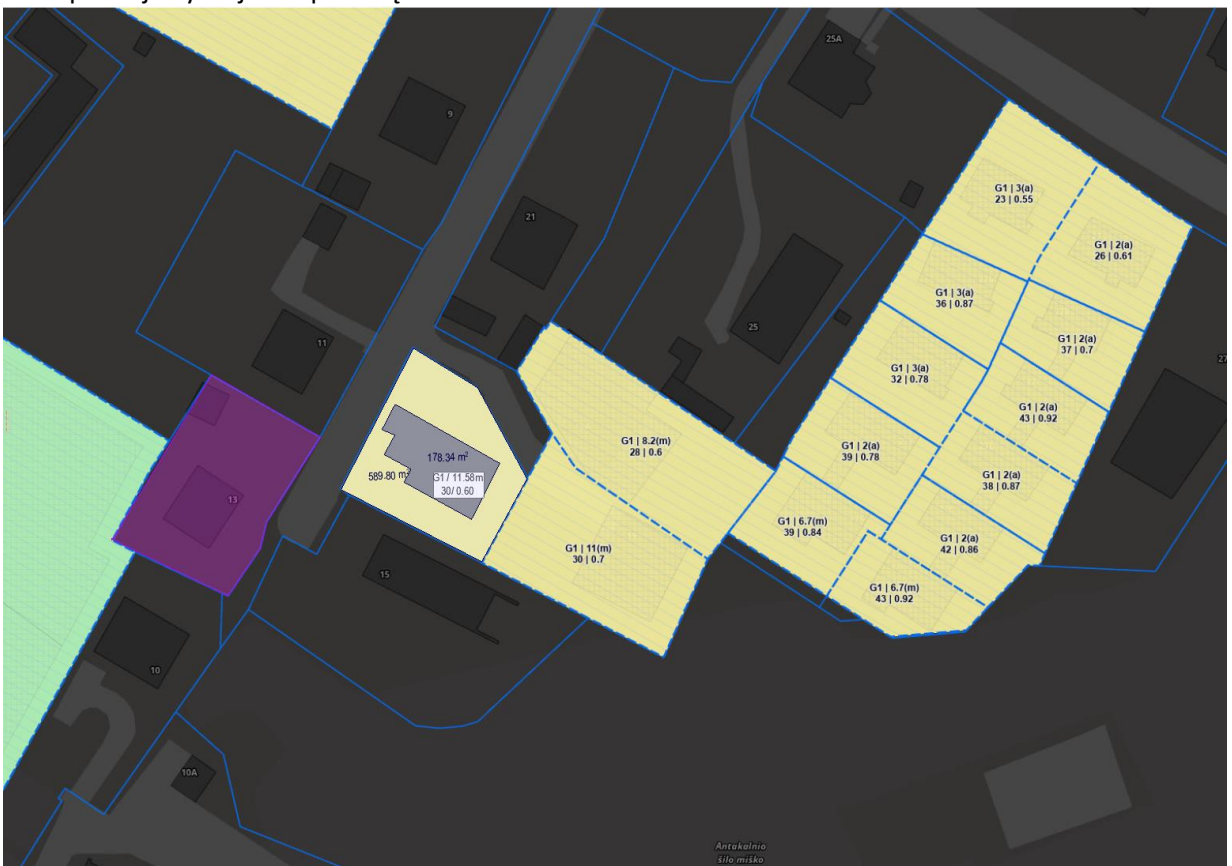 25A
9
G1 | 3(a)
23 | 0.55
21
G1 | 2(a)
26 | 0.61
G1 | 3(a)
36 | 0.87
25
G1 | 2(a)
37 | 0.7
11
27
G1 | 3(a)
32 | 0.78
G1 | 2(a)
43 | 0.92
G1 | 8.2(m)
28 | 0.6
G1 | 2(a)
39 | 0.78
178.34 m²
589.80 m²
G1/ 11.58m
30/ 0.60
G1 | 2(a)
38 | 0.87
13
G1 | 6.7(m)
39 | 0.84
G1 | 2(a)
42 | 0.86
G1 | 11(m)
30 | 0.7
15
G1 | 6.7(m)
43 | 0.92
10
10A
Antakalnio
šilo miško